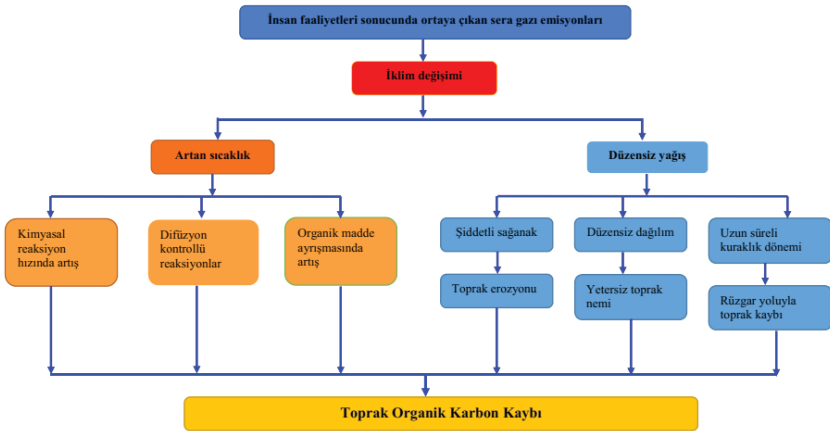 İnsan faaliyetleri sonucunda ortaya çıkan sera gazı emisyonları
İklim değişimi
Artan sıcaklık
Düzensiz yağış
Kimyasal
reaksiyon
hızında artış
Difüzyon
kontrollü
reaksiyonlar
Organik madde
ayrışmasında
artış
Şiddetli sağanak
Düzensiz dağılım
Uzun süreli
kuraklık dönemi
Toprak erozyonu
Yetersiz toprak
nemi
Rüzgar yoluyla
toprak kaybı
Toprak Organik Karbon Kaybı